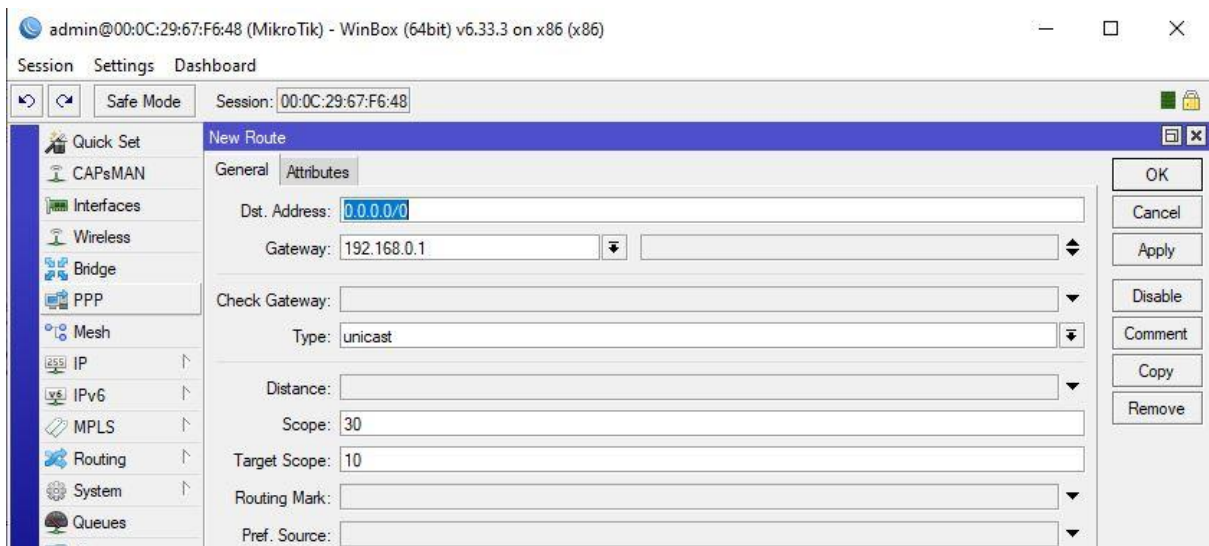 admin@00:0C:29:67:F6:48 (MikroTik) - WinBox (64bit) v6.33.3 on x86 (x86)
Session Settings Dashboard
Safe Mode Session: 00:0C:29:67:F6:48
Quick Set New Route
CAPsMAN General Attributes OK
Interfaces Dst. Address: 0.0.0.0/0 Cancel
Wireless Gateway: 192.168.0.1 Apply
Bridge
PPP Check Gateway: Disable
Mesh Type: unicast Comment
255 IP Copy
v6 IPv6 Distance: Remove
MPLS Scope: 30
Routing Target Scope: 10
System Routing Mark:
Queues Pref. Source: